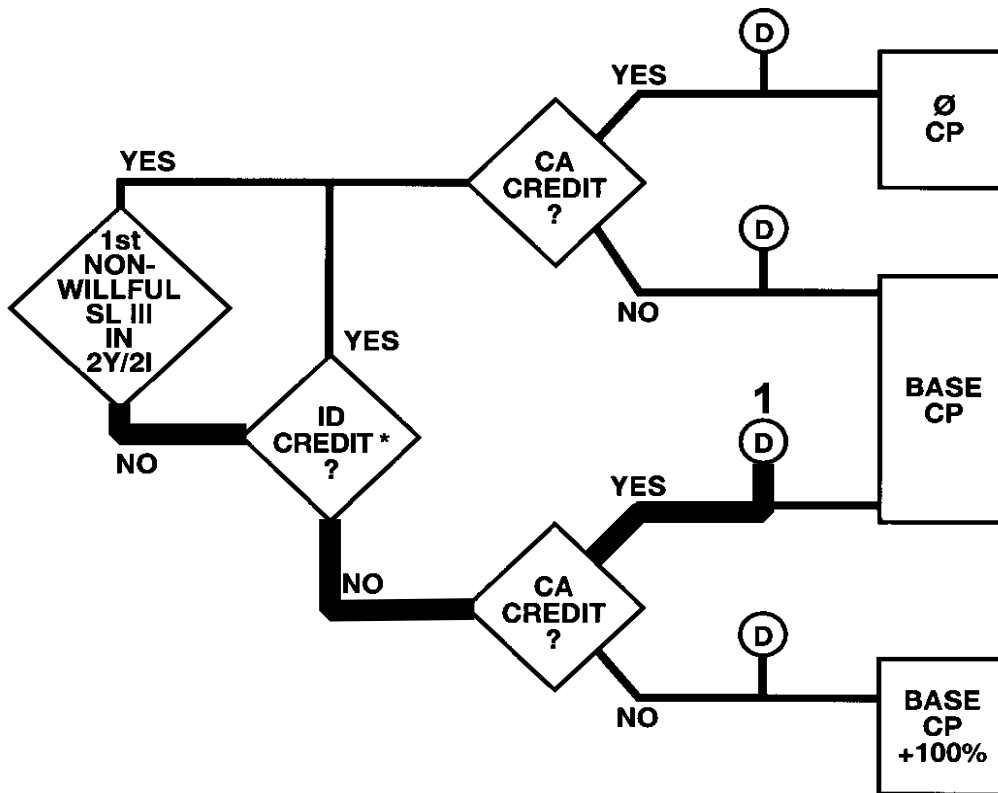 D
YES
Ø
CP
CA
CREDIT
?
YES
D
1st
NON-
WILLFUL
SL III
IN
2Y/2I
NO
YES
BASE
CP
1
D
ID
CREDIT *
?
NO
YES
NO
CA
CREDIT
?
D
NO
BASE
CP
+100%